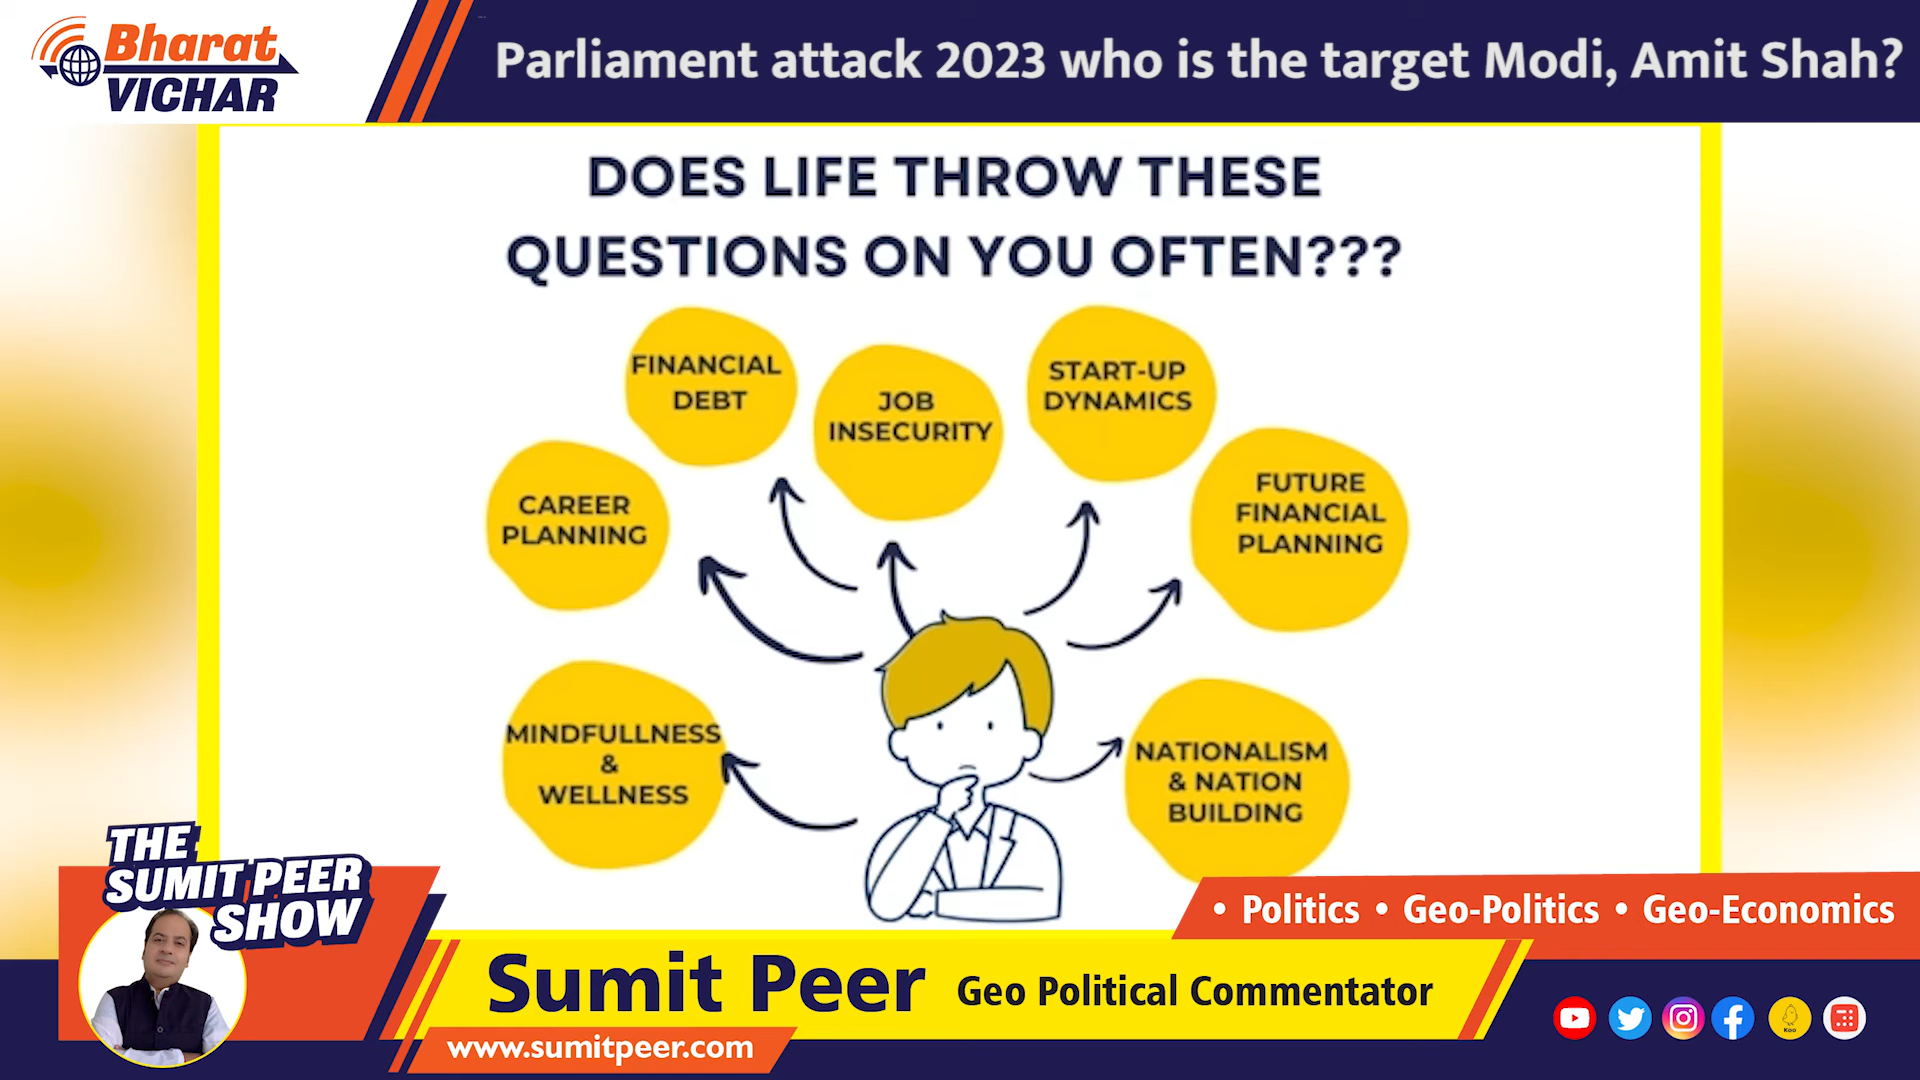 Bharat
VICHAR
Parliament attack 2023 who is the target Modi, Amit Shah?
DOES LIFE THROW THESE
QUESTIONS ON YOU OFTEN???
FINANCIAL
DEBT
JOB
INSECURITY
START-UP
DYNAMICS
CAREER
PLANNING
FUTURE
FINANCIAL
PLANNING
MINDFULLNESS
&
WELLNESS
NATIONALISM
& NATION
BUILDING
THE
SUMIT PEER
SHOW
• Politics • Geo-Politics • Geo-Economics
Sumit Peer Geo Political Commentator
www.sumitpeer.com
Koo